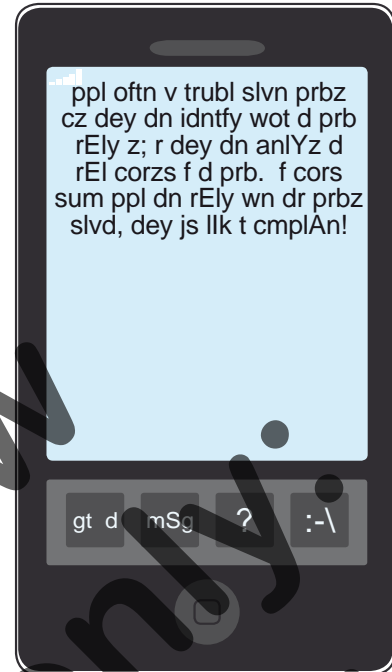 ppl oftn v trubl slvn prbz
cz dey dn idntfy wot d prb
rEly z; r dey dn anlYz d
rEl corzs f d prb.  f cors
sum ppl dn rEly wn dr prbz
slvd, dey js lIk t cmplAn!
gt d mSg ? :-\